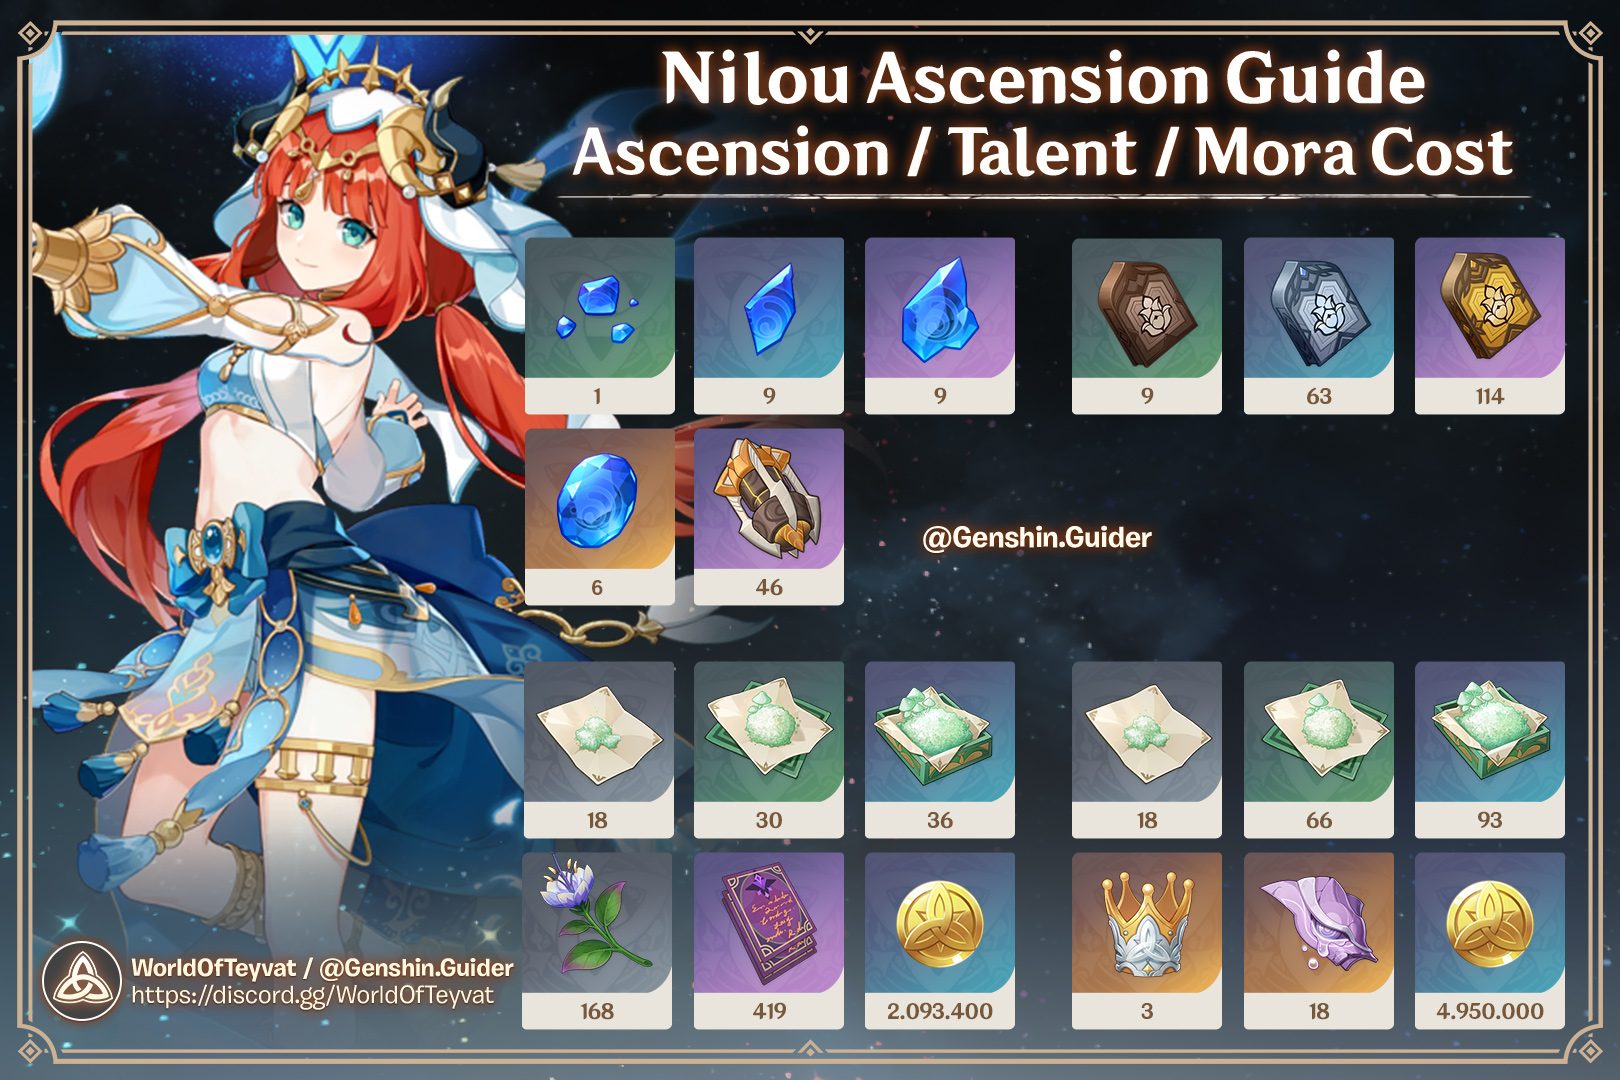 Nilou Ascension Guide
Ascension / Talent / Mora Cost
1 9 9 9 63 114
6 46
@Genshin.Guider
18 30 36 18 66 93
168 419 2.093.400 3 18 4.950.000
WorldOfTeyvat / @Genshin.Guider
https://discord.gg/WorldOfTeyvat